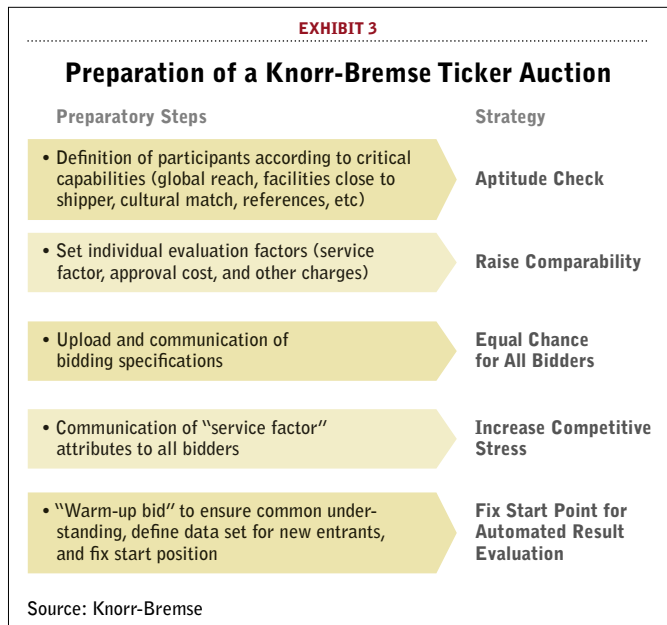 EXHIBIT 3
Preparation of a Knorr-Bremse Ticker Auction
Preparatory Steps
Strategy
• Definition of participants according to critical
capabilities (global reach, facilities close to
shipper, cultural match, references, etc)
Aptitude Check
• Set individual evaluation factors (service
factor, approval cost, and other charges)
Raise Comparability
• Upload and communication of
bidding specifications
Equal Chance
for All Bidders
• Communication of "service factor"
attributes to all bidders
Increase Competitive
Stress
• "Warm-up bid" to ensure common under-
standing, define data set for new entrants,
and fix start position
Fix Start Point for
Automated Result
Evaluation
Source: Knorr-Bremse